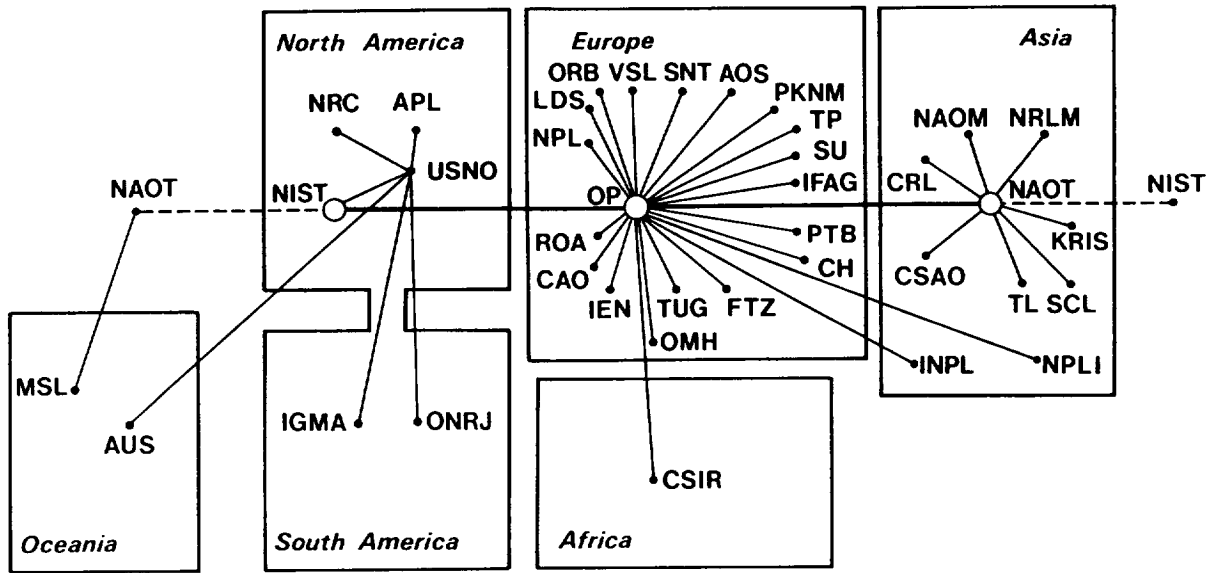 North America
Europe
Asia
ORB VSL SNT AOS
LDS
PKNM
NRC APL
NPL
TP
NAOM NRLM
SU
USNO
IFAG
CRL
NAOT
NIST
OP
NAOT
NIST
ROA
PTB
KRIS
CAO
CH
CSAO
IEN TUG FTZ
TL SCL
OMH
INPL
NPLI
MSL
AUS
IGMA
ONRJ
CSIR
Oceania
South America
Africa